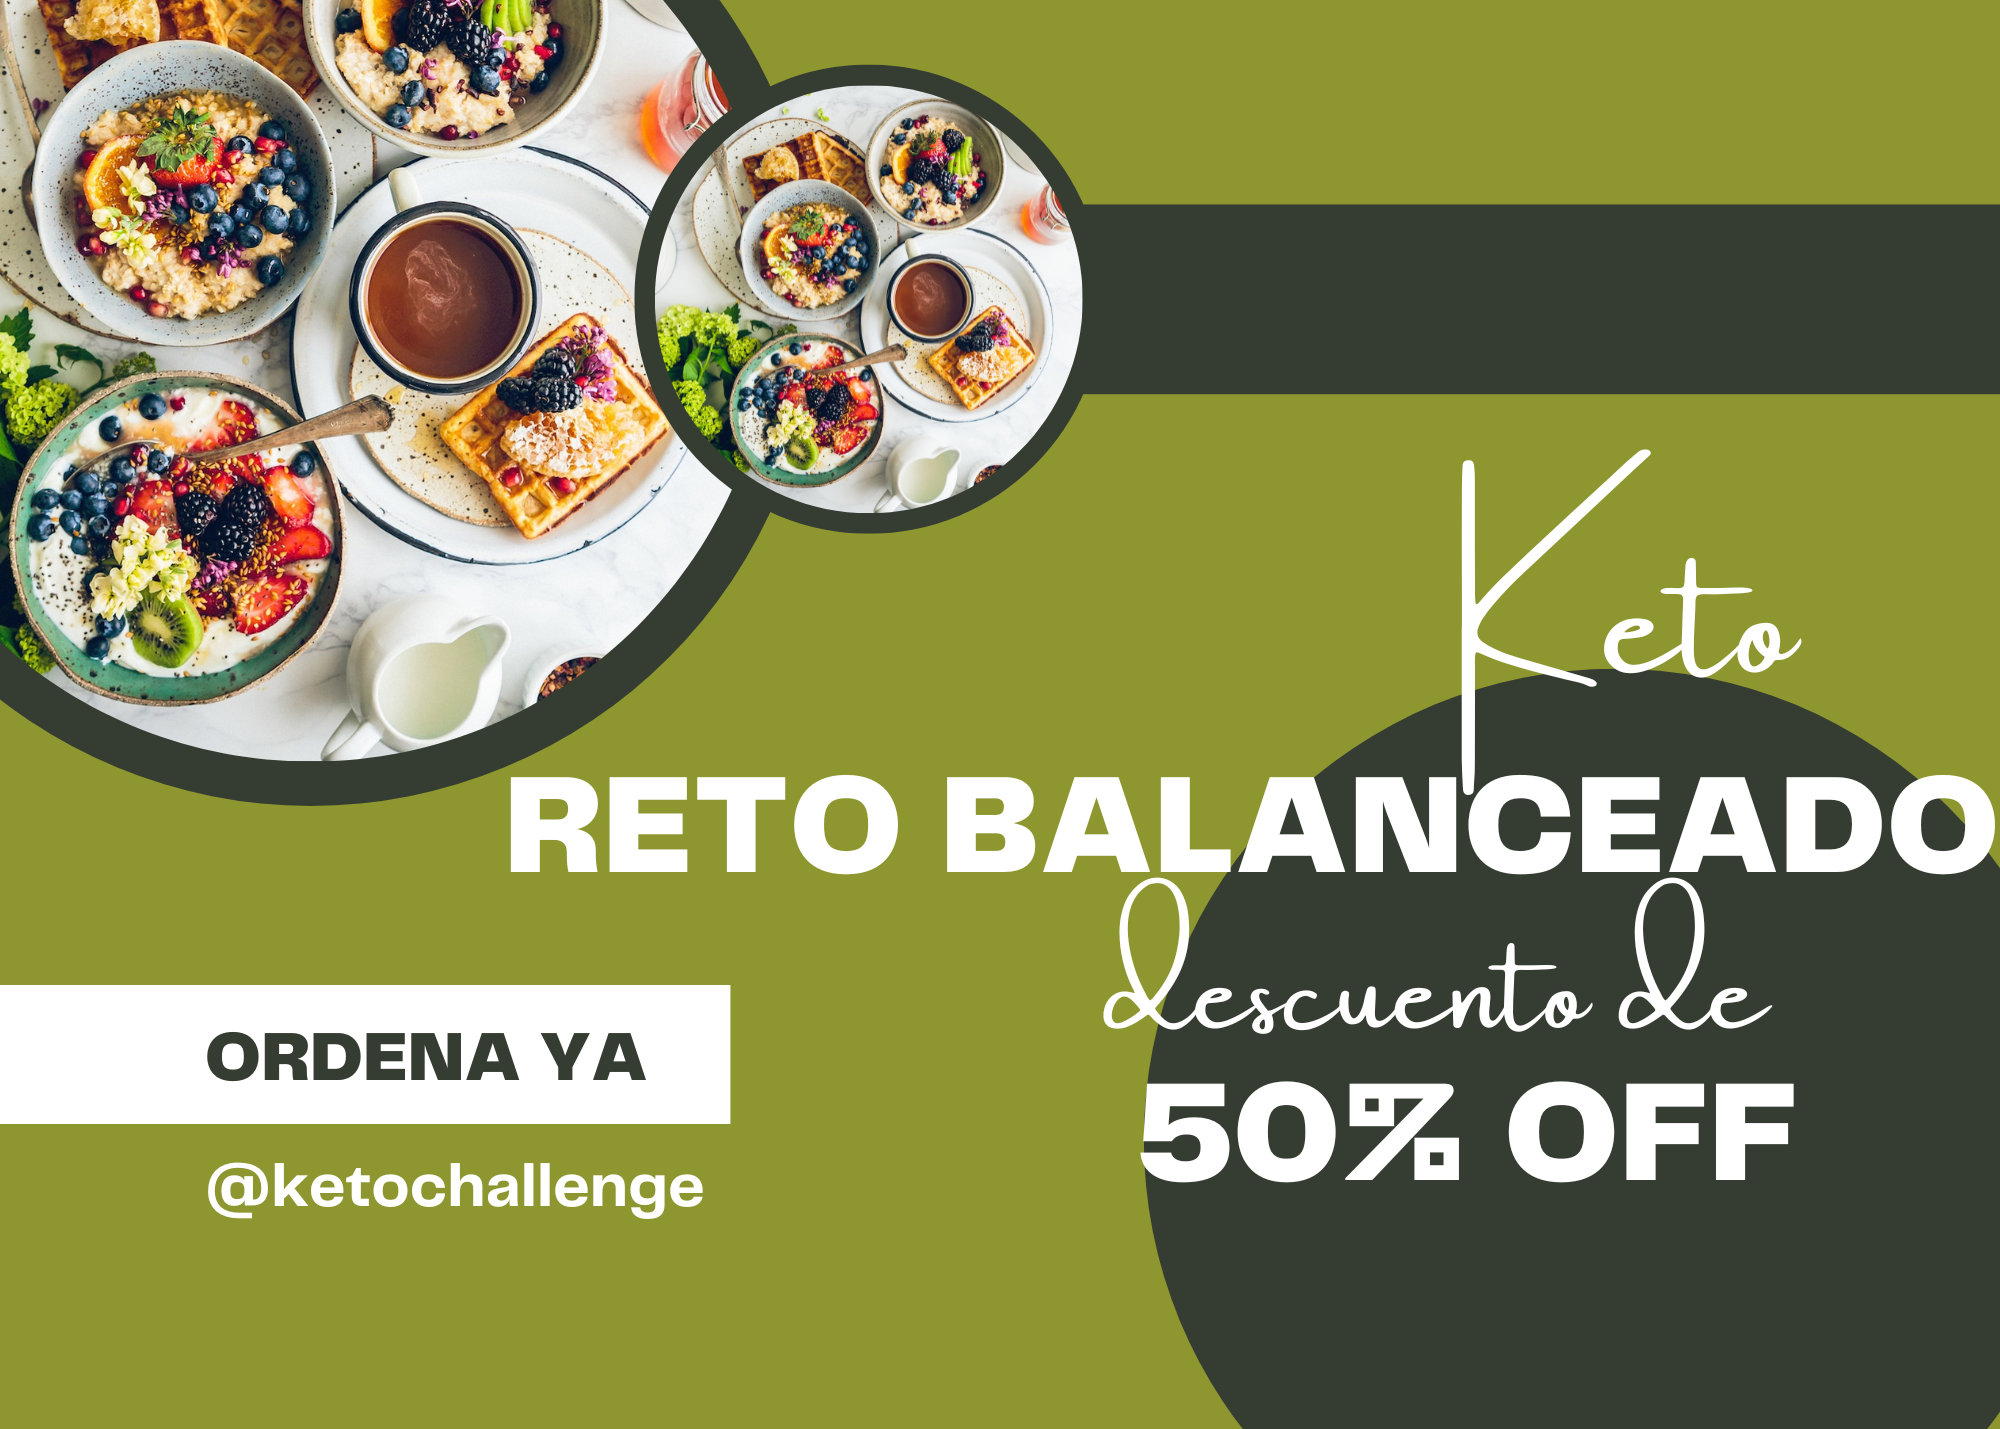 Keto
RETO BALANCEADO
descuento de
50% OFF
ORDENA YA
@ketochallenge